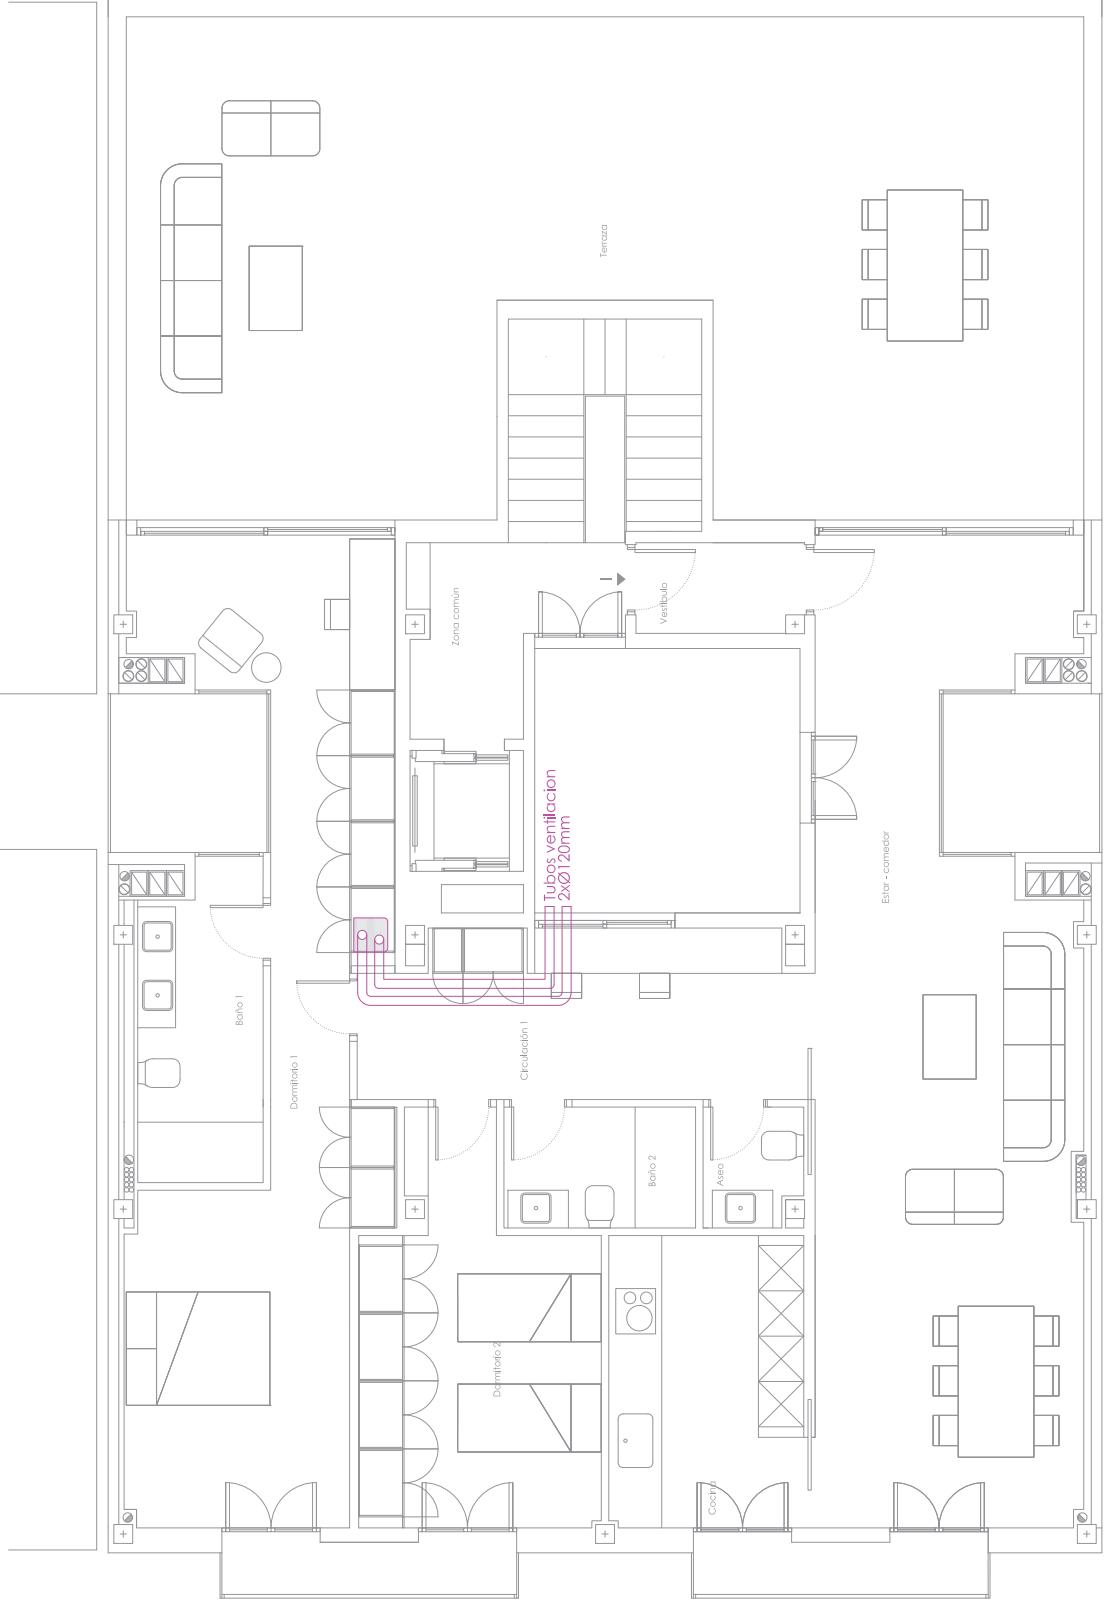 Terraza
Zona común
Vestíbulo
Tubos ventilacion
2xØ120mm
Estar - comedor
Baño 1
Dormitorio 1
Circulación 1
Baño 2
Aseo
Dormitorio 2
Cocina